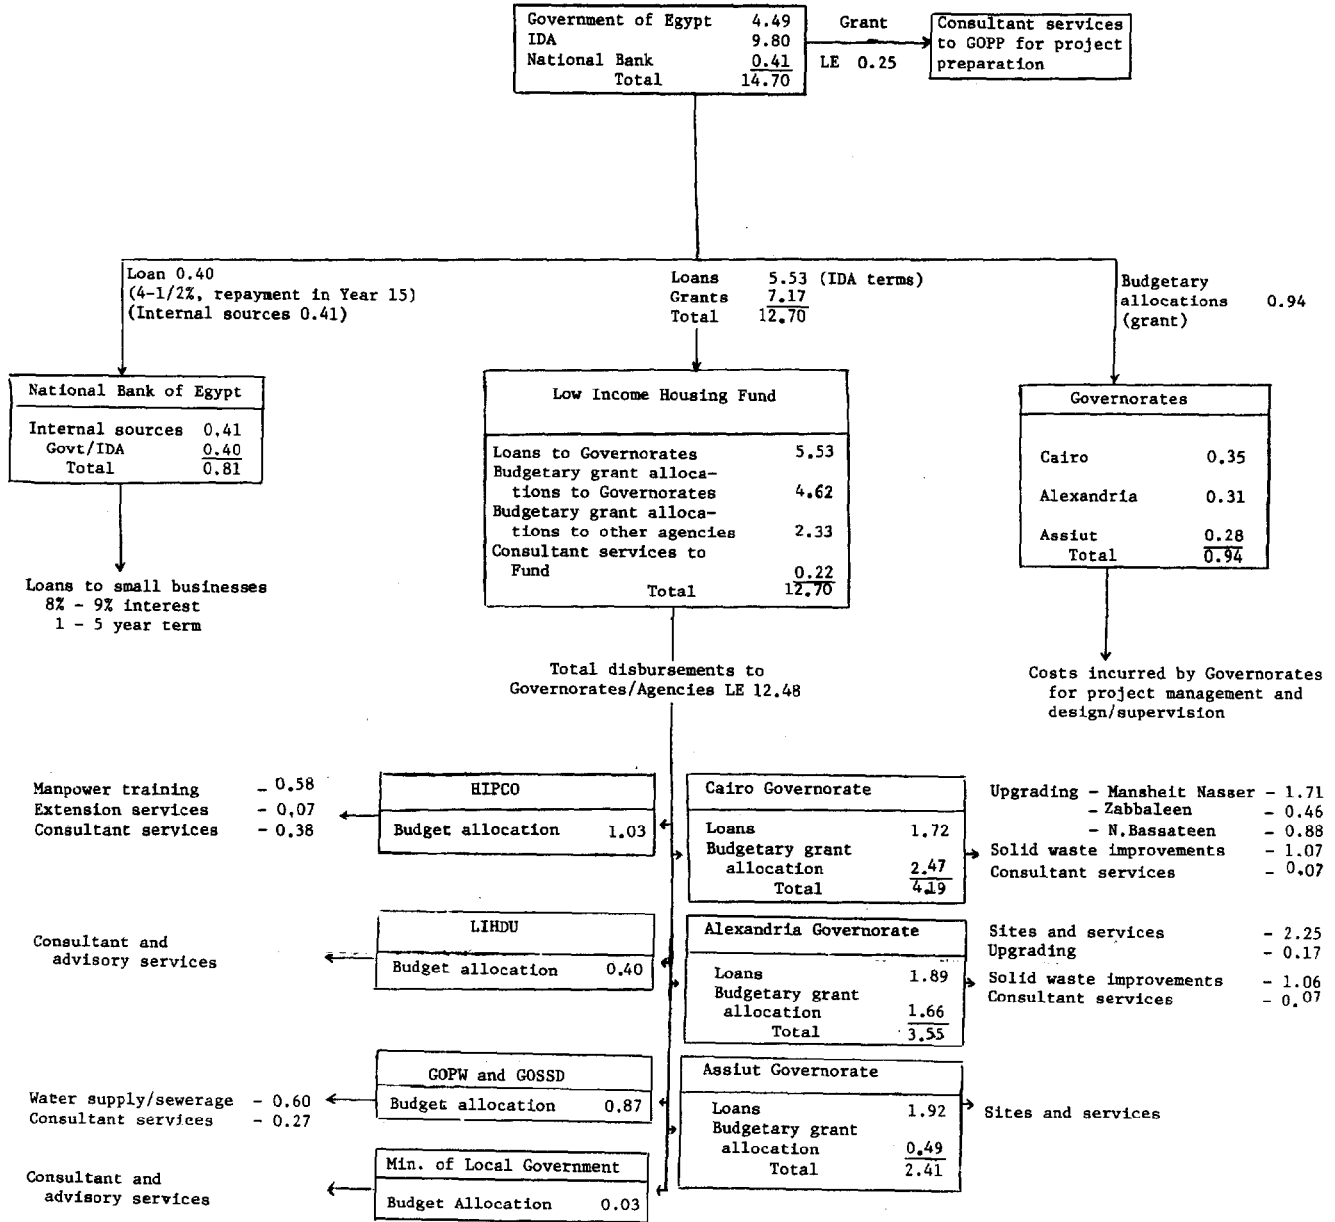 Government of Egypt 4.49
IDA 9.80
National Bank 0.41
Total 14.70
Grant
LE 0.25
Consultant services
to GOPP for project
preparation
Loan 0.40
(4-1/2%, repayment in Year 15)
(Internal sources 0.41)
Loans 5.53 (IDA terms)
Grants 7.17
Total 12.70
Budgetary
allocations 0.94
(grant)
National Bank of Egypt
Internal sources 0.41
Govt/IDA 0.40
Total 0.81
Low Income Housing Fund
Loans to Governorates 5.53
Budgetary grant alloca-
tions to Governorates 4.62
Budgetary grant alloca-
tions to other agencies 2.33
Consultant services to
Fund 0.22
Total 12.70
Governorates
Cairo 0.35
Alexandria 0.31
Assiut 0.28
Total 0.94
Loans to small businesses
8% - 9% interest
1 - 5 year term
Total disbursements to
Governorates/Agencies LE 12.48
Costs incurred by Governorates
for project management and
design/supervision
Manpower training - 0.58
Extension services - 0.07
Consultant services - 0.38
HIPCO
Budget allocation 1.03
Cairo Governorate
Loans 1.72
Budgetary grant
allocation 2.47
Total 4.19
Upgrading - Mansheit Nasser - 1.71
- Zabbaleen - 0.46
- N.Bassateen - 0.88
Solid waste improvements - 1.07
Consultant services - 0.07
Consultant and
advisory services
LIHDU
Budget allocation 0.40
Alexandria Governorate
Loans 1.89
Budgetary grant
allocation 1.66
Total 3.55
Sites and services - 2.25
Upgrading - 0.17
Solid waste improvements - 1.06
Consultant services - 0.07
Water supply/sewerage - 0.60
Consultant services - 0.27
GOPW and GOSSD
Budget allocation 0.87
Assiut Governorate
Loans 1.92
Budgetary grant
allocation 0.49
Total 2.41
Sites and services
Consultant and
advisory services
Min. of Local Government
Budget Allocation 0.03